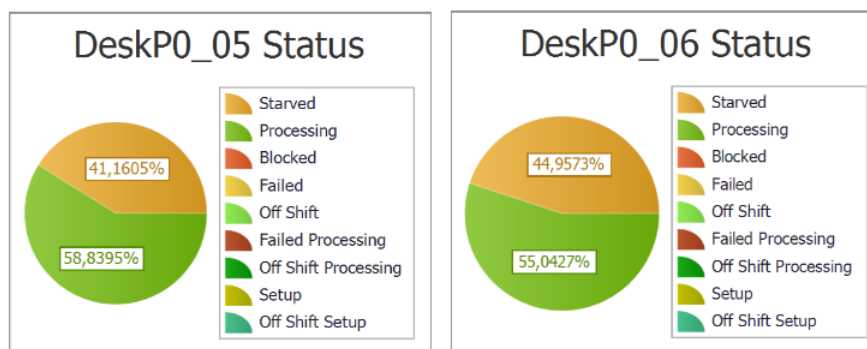 DeskP0_05 Status
41,1605%
58,8395%
Starved
Processing
Blocked
Failed
Off Shift
Failed Processing
Off Shift Processing
Setup
Off Shift Setup
DeskP0_06 Status
44,9573%
55,0427%
Starved
Processing
Blocked
Failed
Off Shift
Failed Processing
Off Shift Processing
Setup
Off Shift Setup